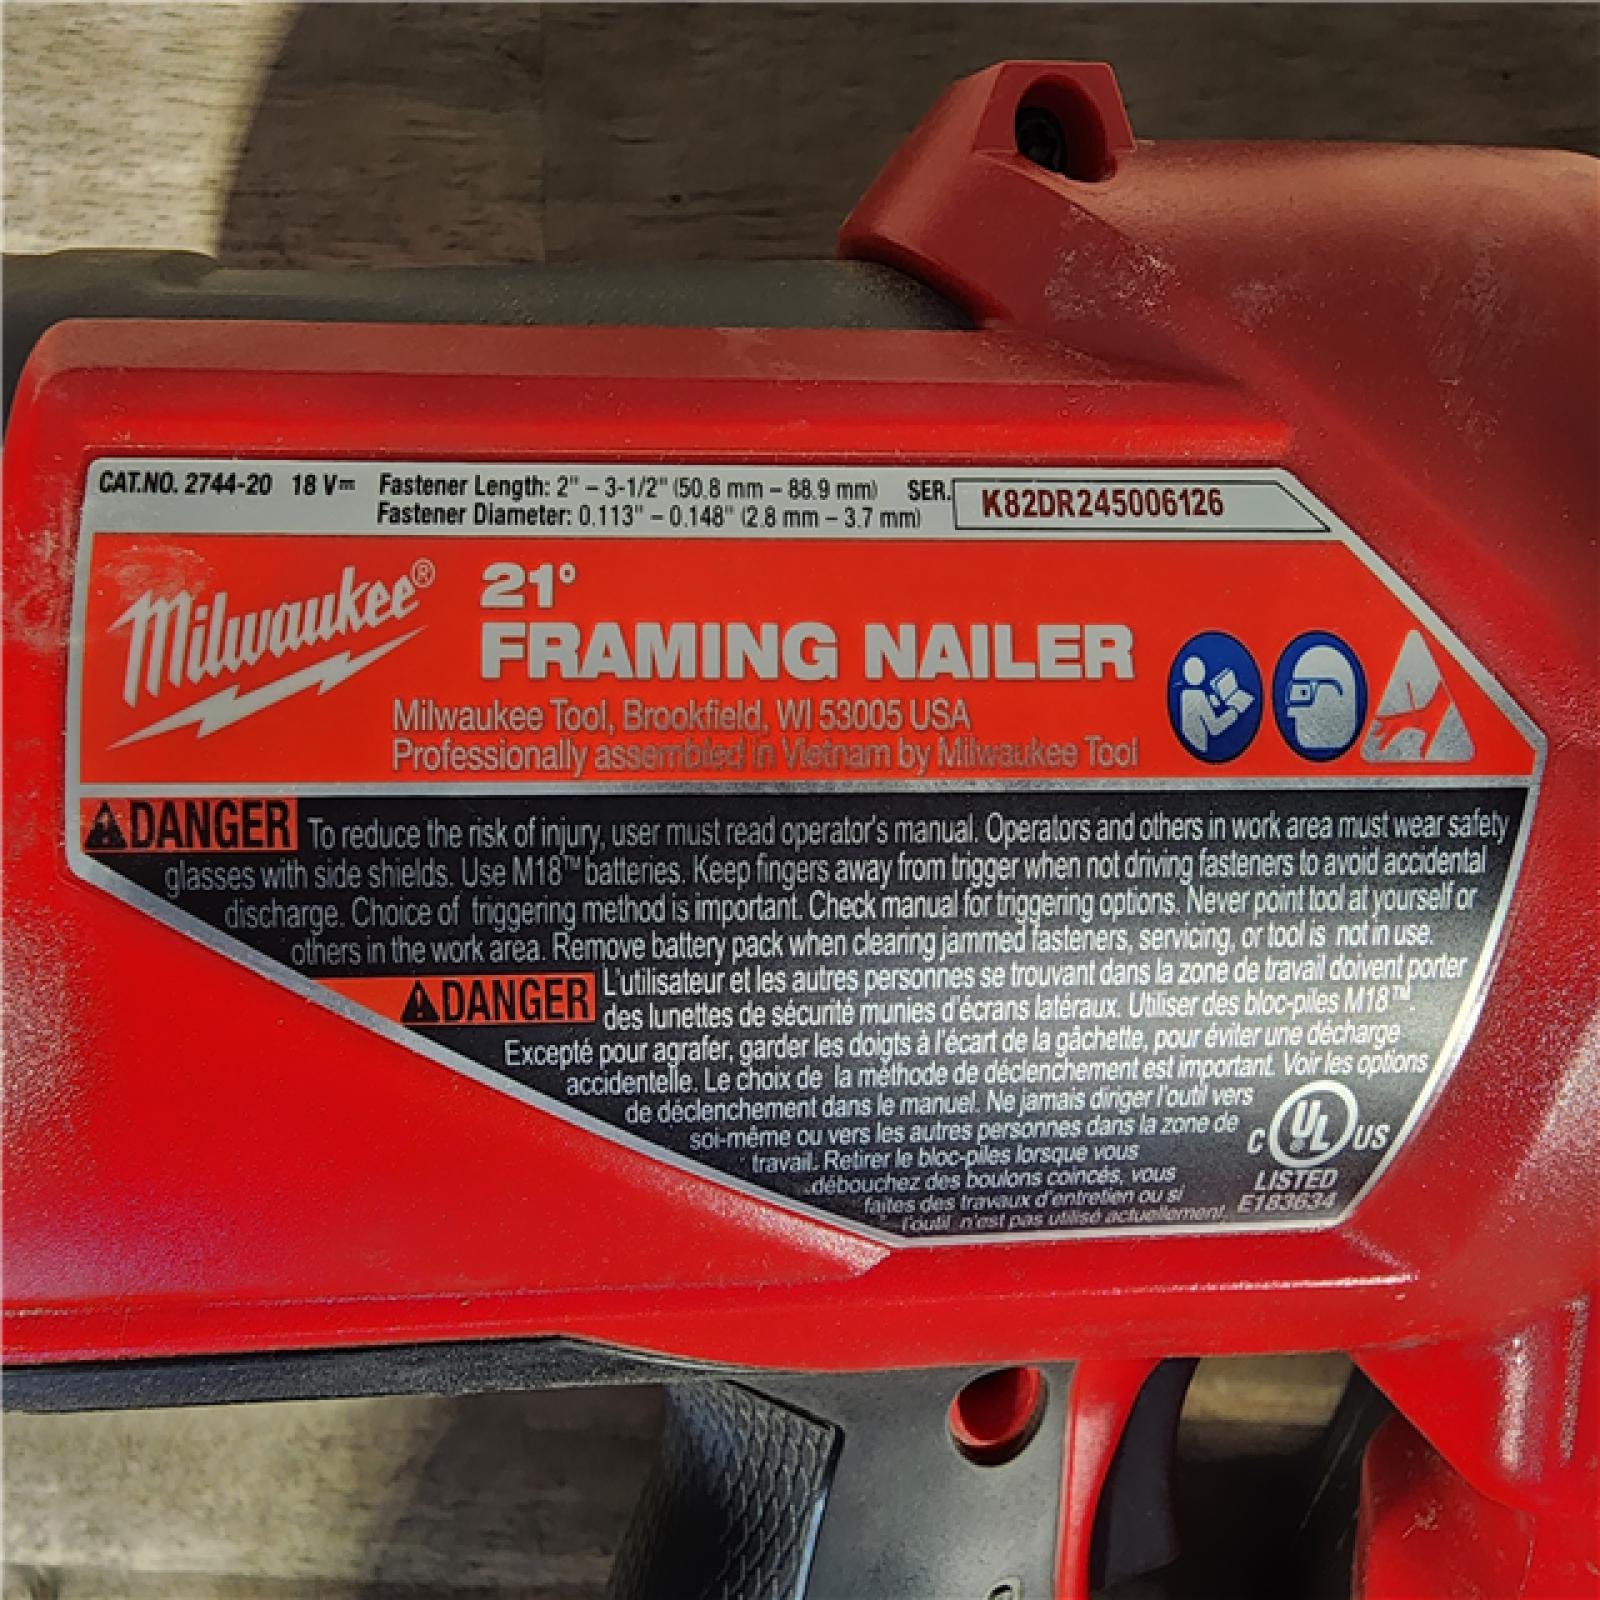 CAT.NO. 2744-20 18 V⎓ Fastener Length: 2" – 3-1/2" (50.8 mm – 88.9 mm) SER. K82DR245006126
Fastener Diameter: 0.113" – 0.148" (2.8 mm – 3.7 mm)
Milwaukee®
21°
FRAMING NAILER
Milwaukee Tool, Brookfield, WI 53005 USA
Professionally assembled in Vietnam by Milwaukee Tool
DANGER To reduce the risk of injury, user must read operator's manual. Operators and others in work area must wear safety
glasses with side shields. Use M18™ batteries. Keep fingers away from trigger when not driving fasteners to avoid accidental
discharge. Choice of triggering method is important. Check manual for triggering options. Never point tool at yourself or
others in the work area. Remove battery pack when clearing jammed fasteners, servicing, or tool is not in use.
DANGER L'utilisateur et les autres personnes se trouvant dans la zone de travail doivent porter
des lunettes de sécurité munies d'écrans latéraux. Utiliser des bloc-piles M18™.
Excepté pour agrafer, garder les doigts à l'écart de la gâchette, pour éviter une décharge
accidentelle. Le choix de la méthode de déclenchement est important. Voir les options
de déclenchement dans le manuel. Ne jamais diriger l'outil vers
soi-même ou vers les autres personnes dans la zone de
travail. Retirer le bloc-piles lorsque vous
débouchez des boulons coincés, vous
faites des travaux d'entretien ou si
l'outil n'est pas utilisé actuellement.
C UL US
LISTED
E183634